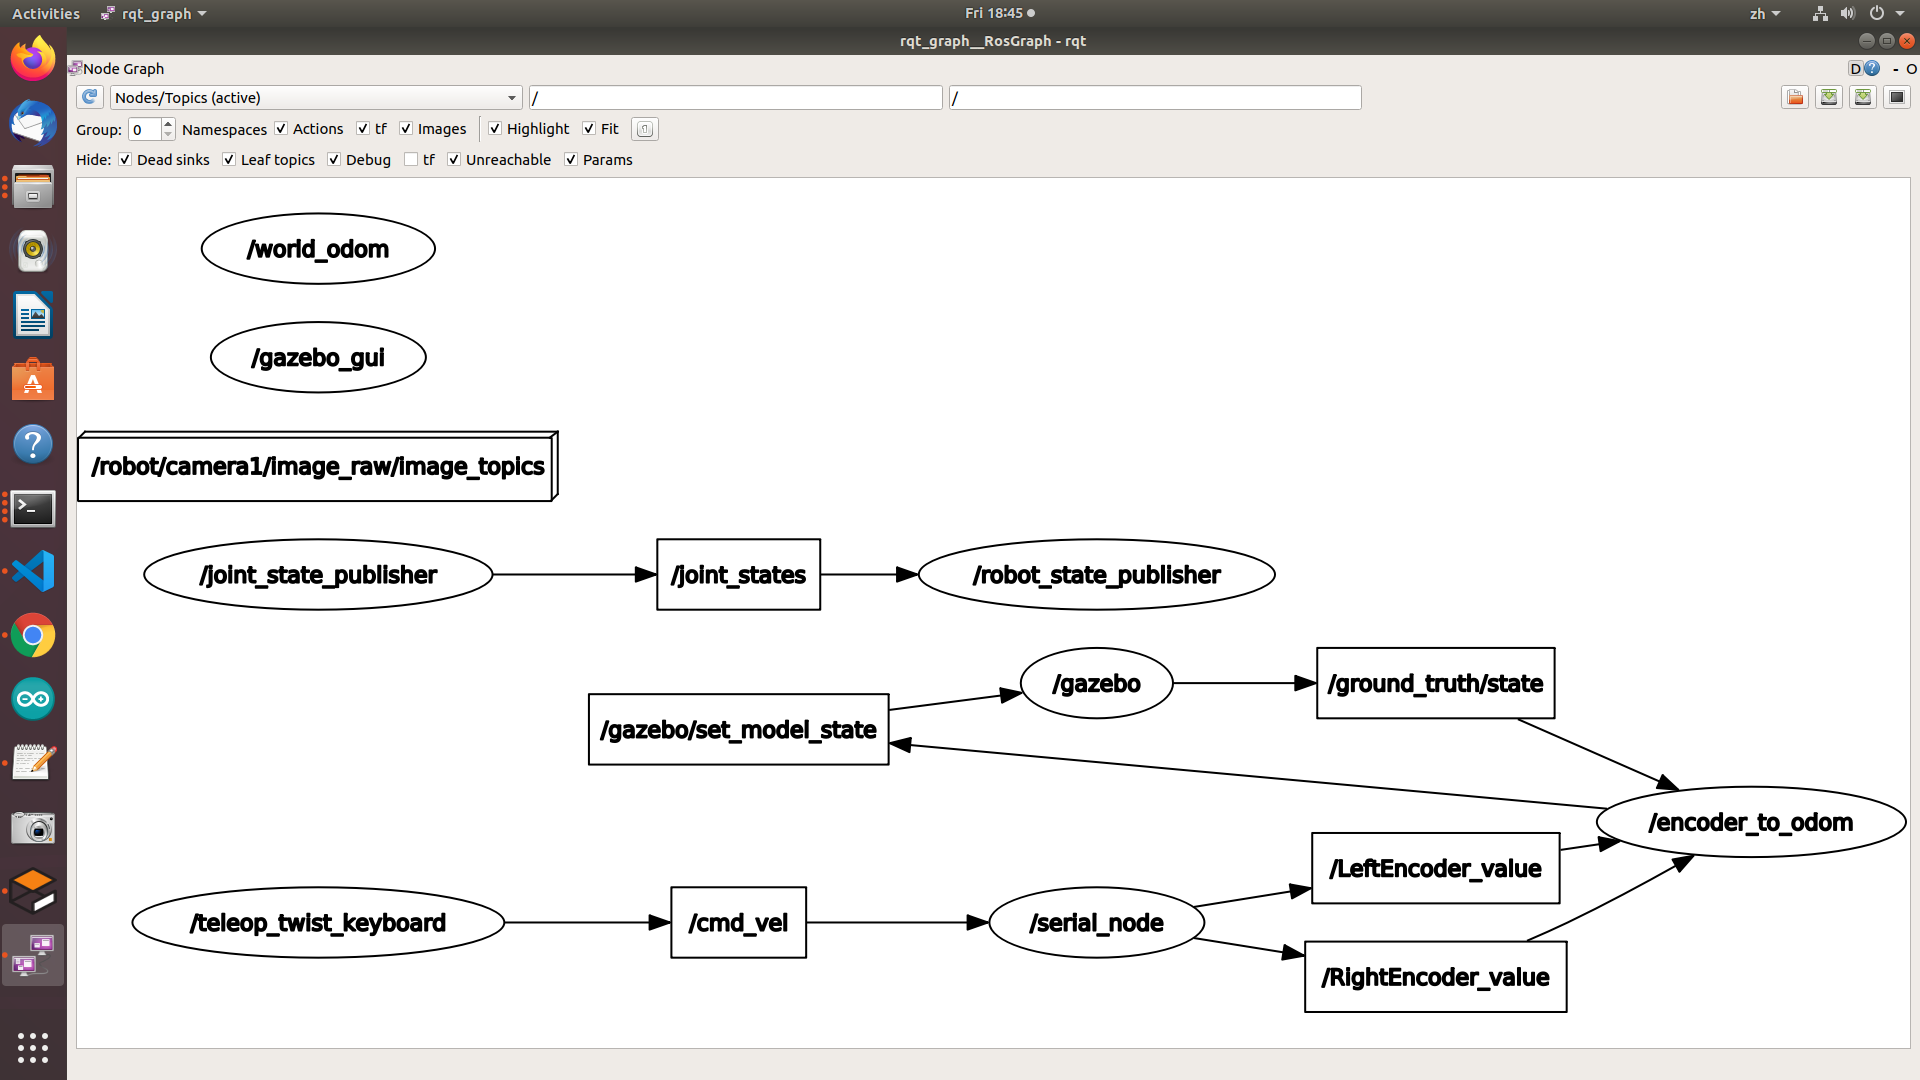 Activities rqt_graph Fri 18:45 zh
rqt_graph__RosGraph - rqt
Node Graph D ? - O
Nodes/Topics (active) / /
Group: 0 Namespaces Actions tf Images Highlight Fit
Hide: Dead sinks Leaf topics Debug tf Unreachable Params
/world_odom
/gazebo_gui
/robot/camera1/image_raw/image_topics
/joint_state_publisher /joint_states /robot_state_publisher
/gazebo /ground_truth/state
/gazebo/set_model_state
/encoder_to_odom
/LeftEncoder_value
/teleop_twist_keyboard /cmd_vel /serial_node
/RightEncoder_value